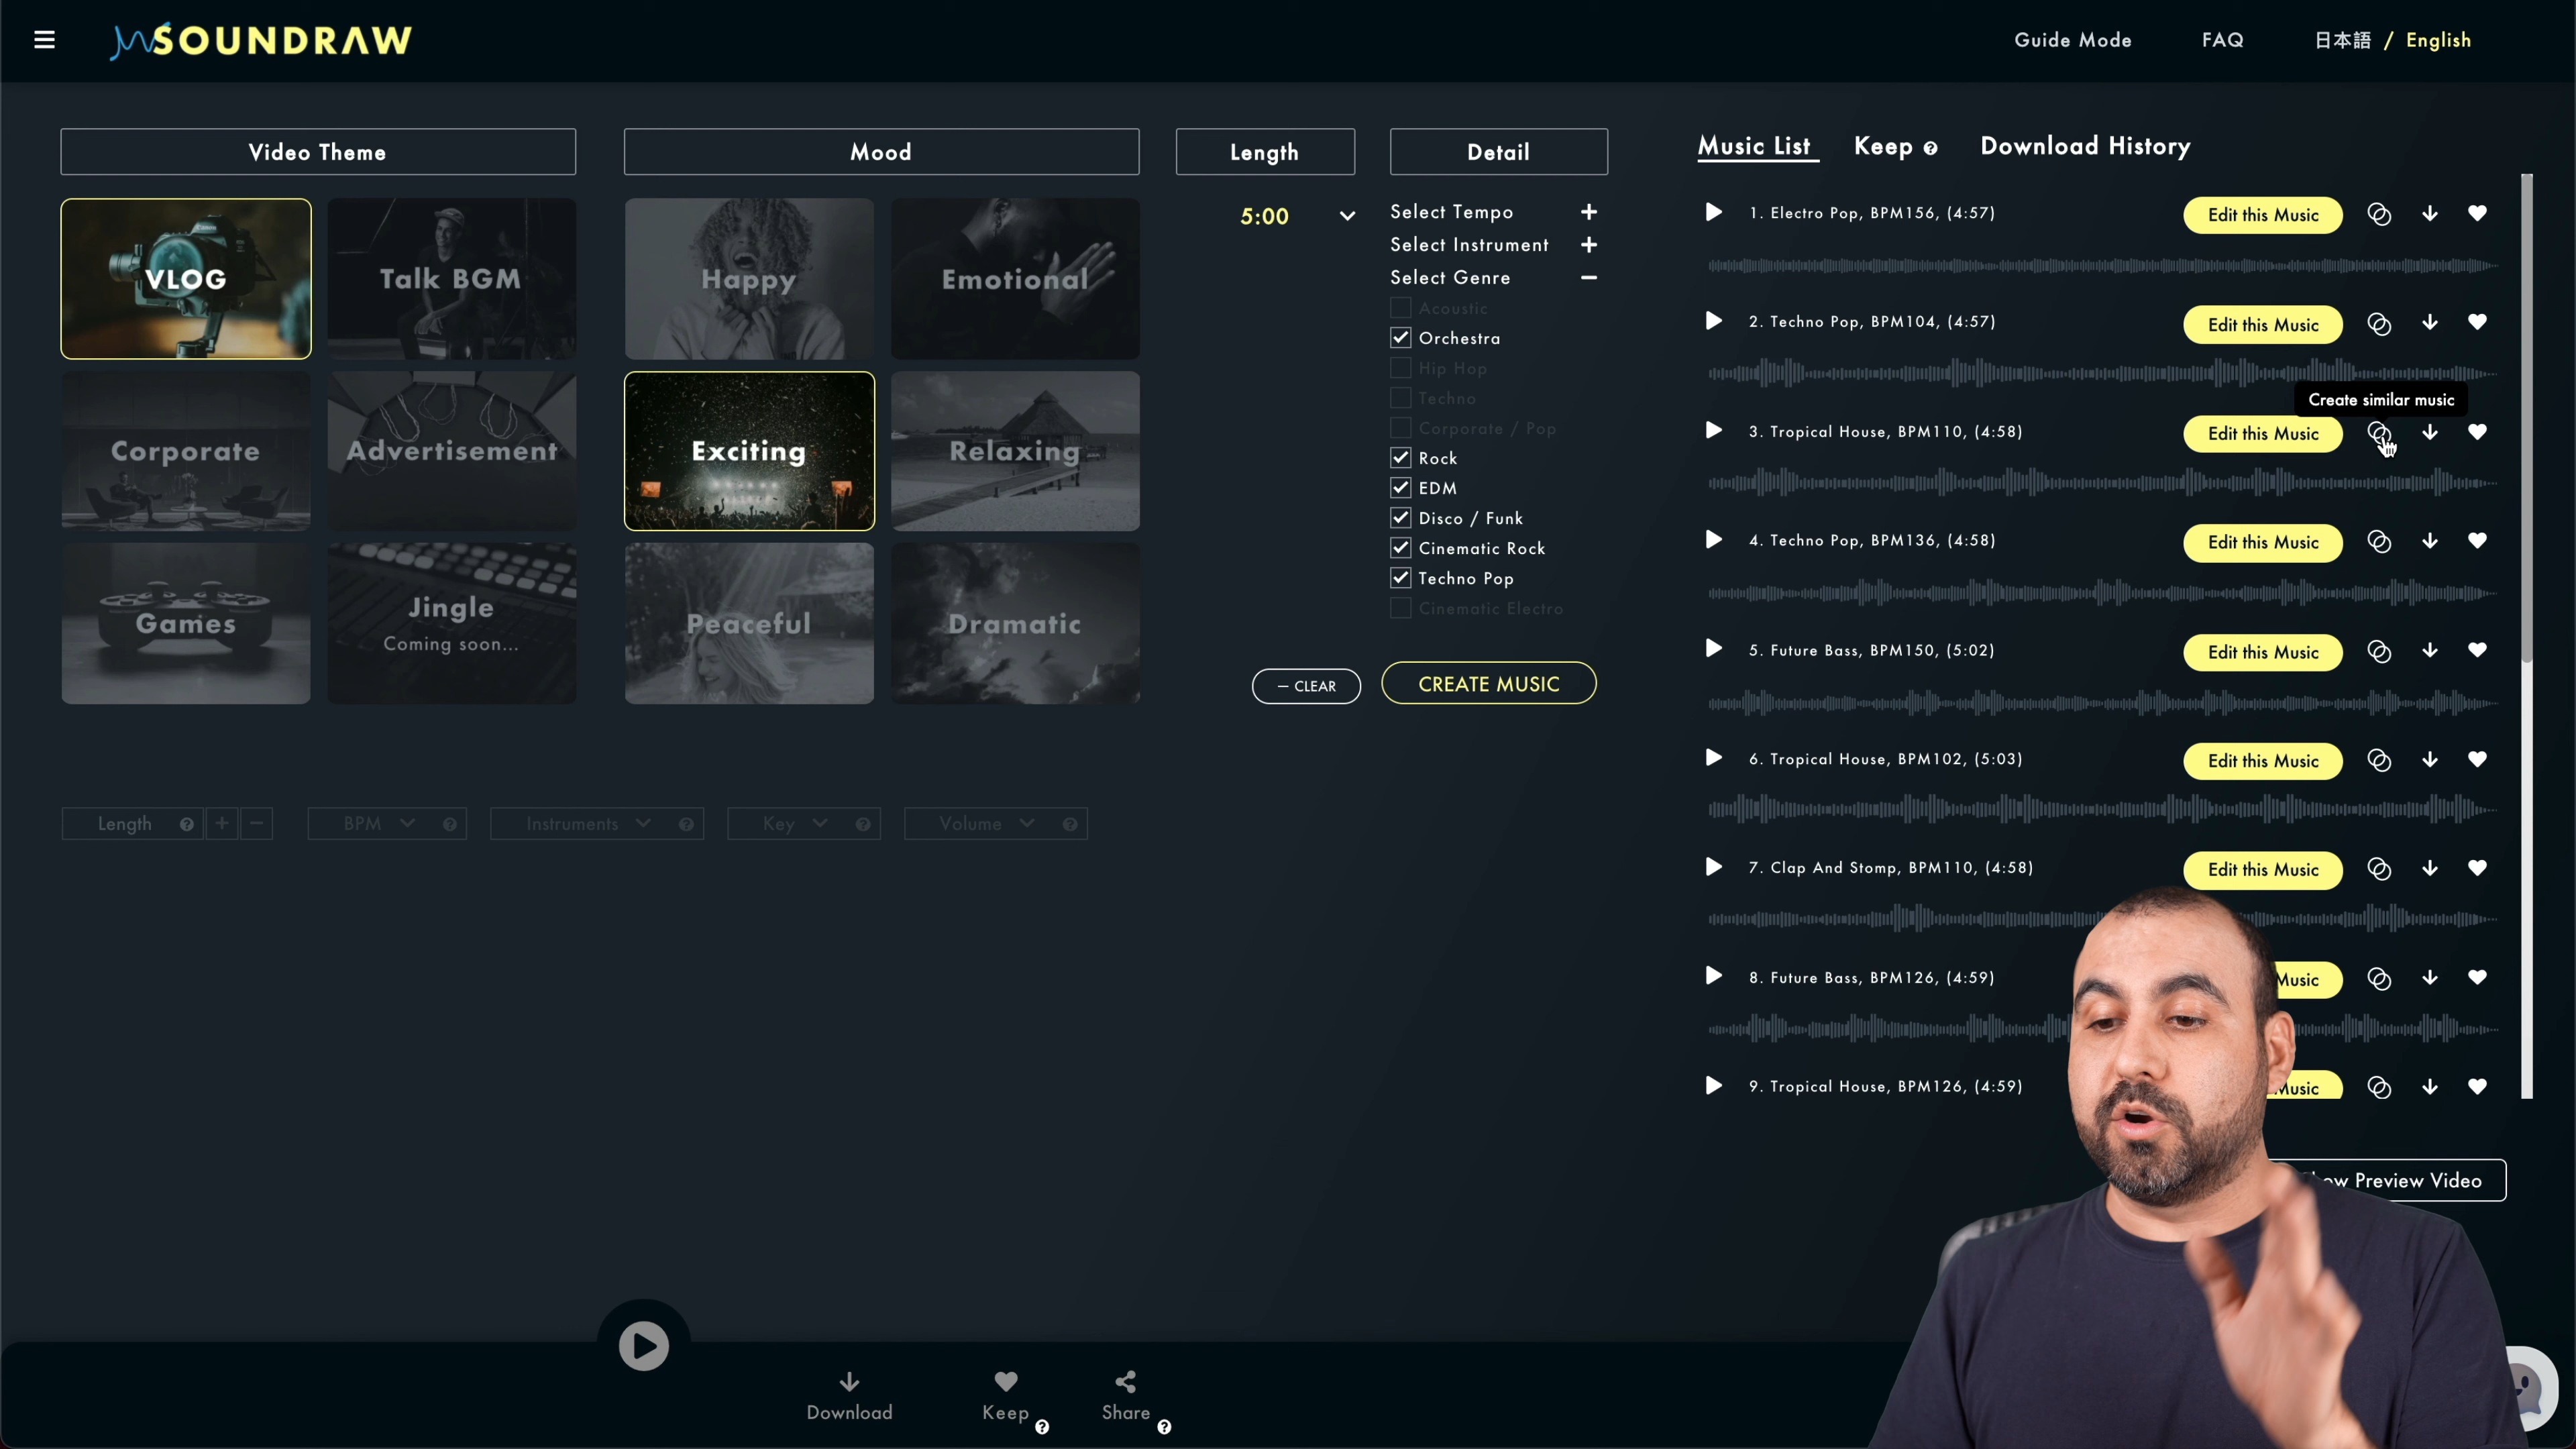 SOUNDRAW
Guide Mode
FAQ
日本語 / English
Video Theme
VLOG
Talk BGM
Corporate
Advertisement
Games
Jingle
Coming soon...
Mood
Happy
Emotional
Exciting
Relaxing
Peaceful
Dramatic
Length
5:00
Detail
Select Tempo +
Select Instrument +
Select Genre −
Acoustic
Orchestra
Hip Hop
Techno
Corporate / Pop
Rock
EDM
Disco / Funk
Cinematic Rock
Techno Pop
Cinematic Electro
− CLEAR
CREATE MUSIC
Length ? + −
BPM ?
Instruments ?
Key ?
Volume ?
Music List
Keep ?
Download History
1. Electro Pop, BPM156, (4:57)
Edit this Music
2. Techno Pop, BPM104, (4:57)
Edit this Music
Create similar music
3. Tropical House, BPM110, (4:58)
Edit this Music
4. Techno Pop, BPM136, (4:58)
Edit this Music
5. Future Bass, BPM150, (5:02)
Edit this Music
6. Tropical House, BPM102, (5:03)
Edit this Music
7. Clap And Stomp, BPM110, (4:58)
Edit this Music
8. Future Bass, BPM126, (4:59)
Music
9. Tropical House, BPM126, (4:59)
Music
Preview Video
Download
Keep ?
Share ?